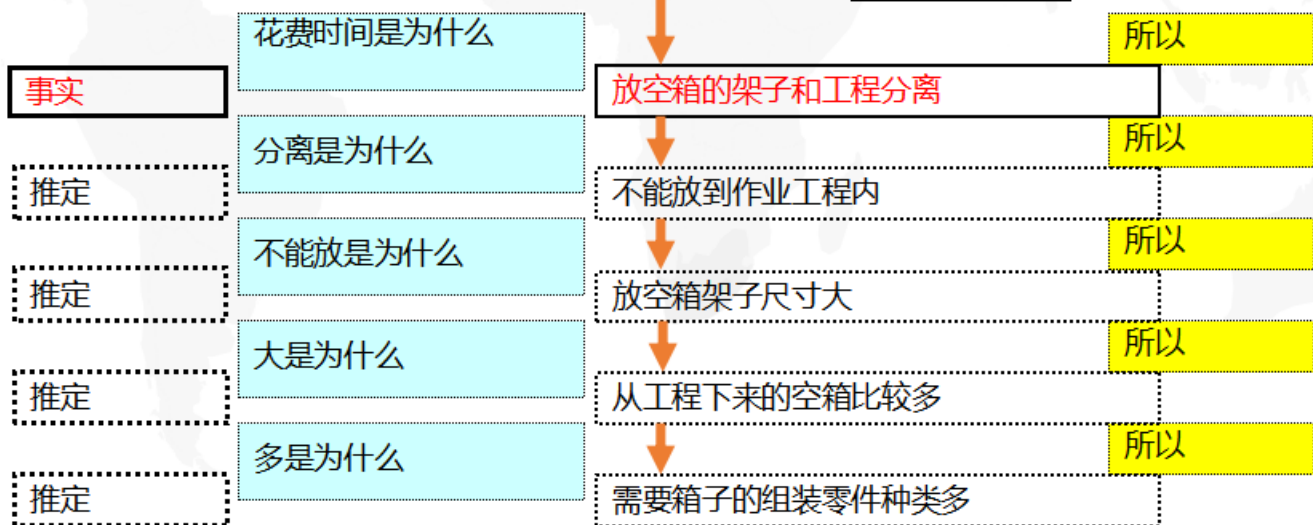 花费时间是为什么
所以
事实
放空箱的架子和工程分离
分离是为什么
所以
推定
不能放到作业工程内
不能放是为什么
所以
推定
放空箱架子尺寸大
大是为什么
所以
推定
从工程下来的空箱比较多
多是为什么
所以
推定
需要箱子的组装零件种类多